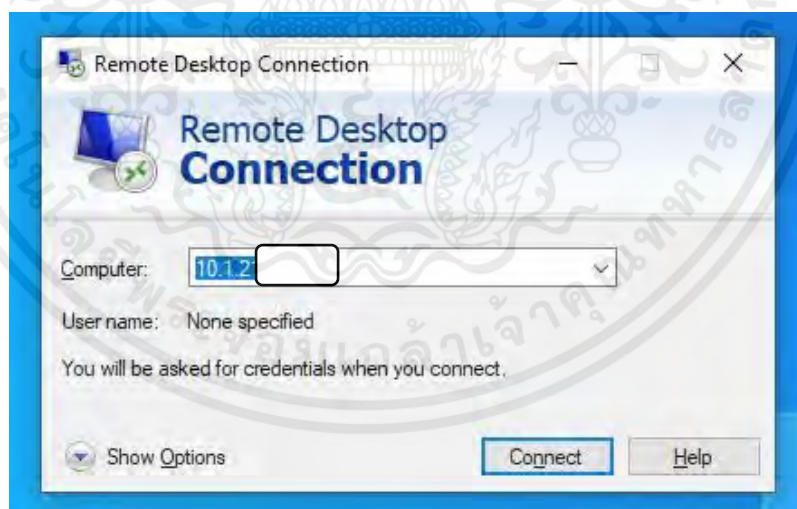 Remote Desktop Connection
Remote Desktop
Connection
Computer: 10.1.2
User name: None specified
You will be asked for credentials when you connect.
Show Options Connect Help